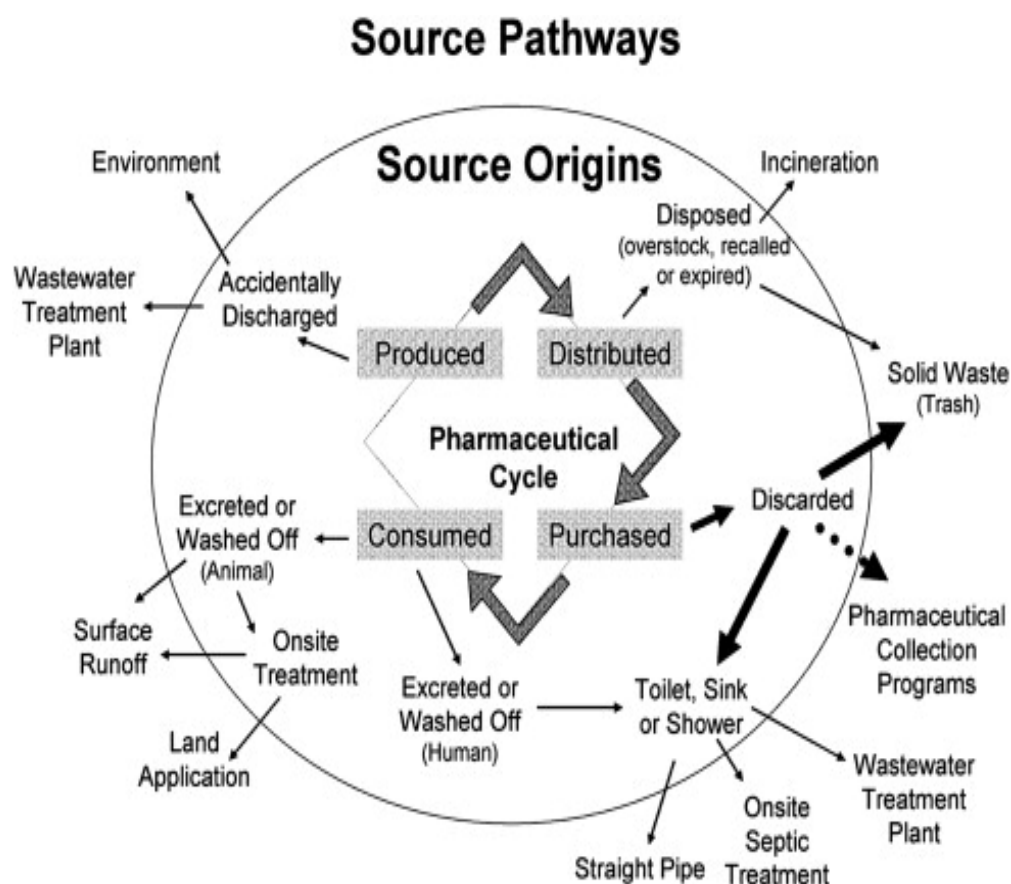 Source Pathways
Source Origins
Environment
Incineration
Disposed
(overstock, recalled
or expired)
Wastewater
Treatment
Plant
Accidentally
Discharged
Produced
Distributed
Solid Waste
(Trash)
Pharmaceutical
Cycle
Discarded
Excreted or
Washed Off
(Animal)
Consumed
Purchased
Surface
Runoff
Onsite
Treatment
Pharmaceutical
Collection
Programs
Excreted or
Washed Off
(Human)
Toilet, Sink
or Shower
Land
Application
Wastewater
Treatment
Plant
Onsite
Septic
Treatment
Straight Pipe